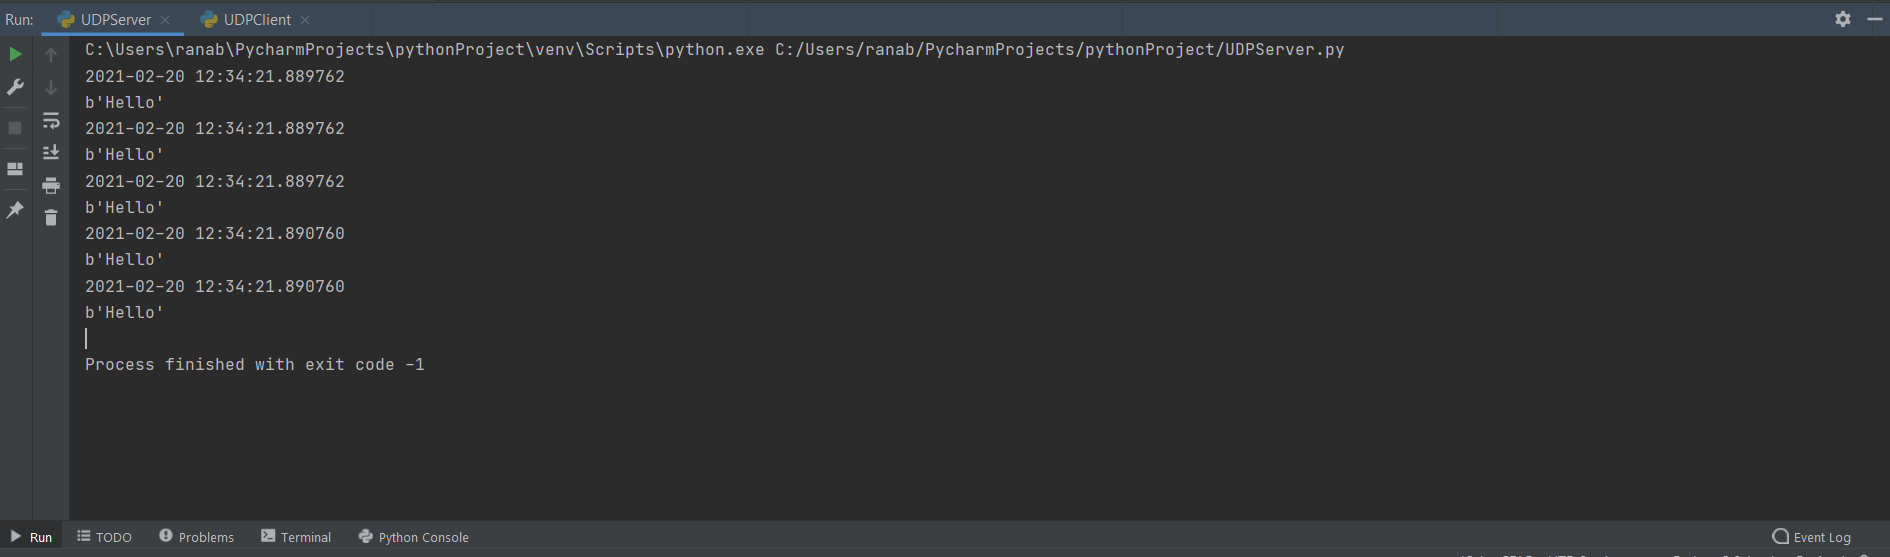 Run: UDPServer UDPClient
C:\Users\ranab\PycharmProjects\pythonProject\venv\Scripts\python.exe C:/Users/ranab/PycharmProjects/pythonProject/UDPServer.py
2021-02-20 12:34:21.889762
b'Hello'
2021-02-20 12:34:21.889762
b'Hello'
2021-02-20 12:34:21.889762
b'Hello'
2021-02-20 12:34:21.890760
b'Hello'
2021-02-20 12:34:21.890760
b'Hello'
Process finished with exit code -1
Run TODO Problems Terminal Python Console Event Log